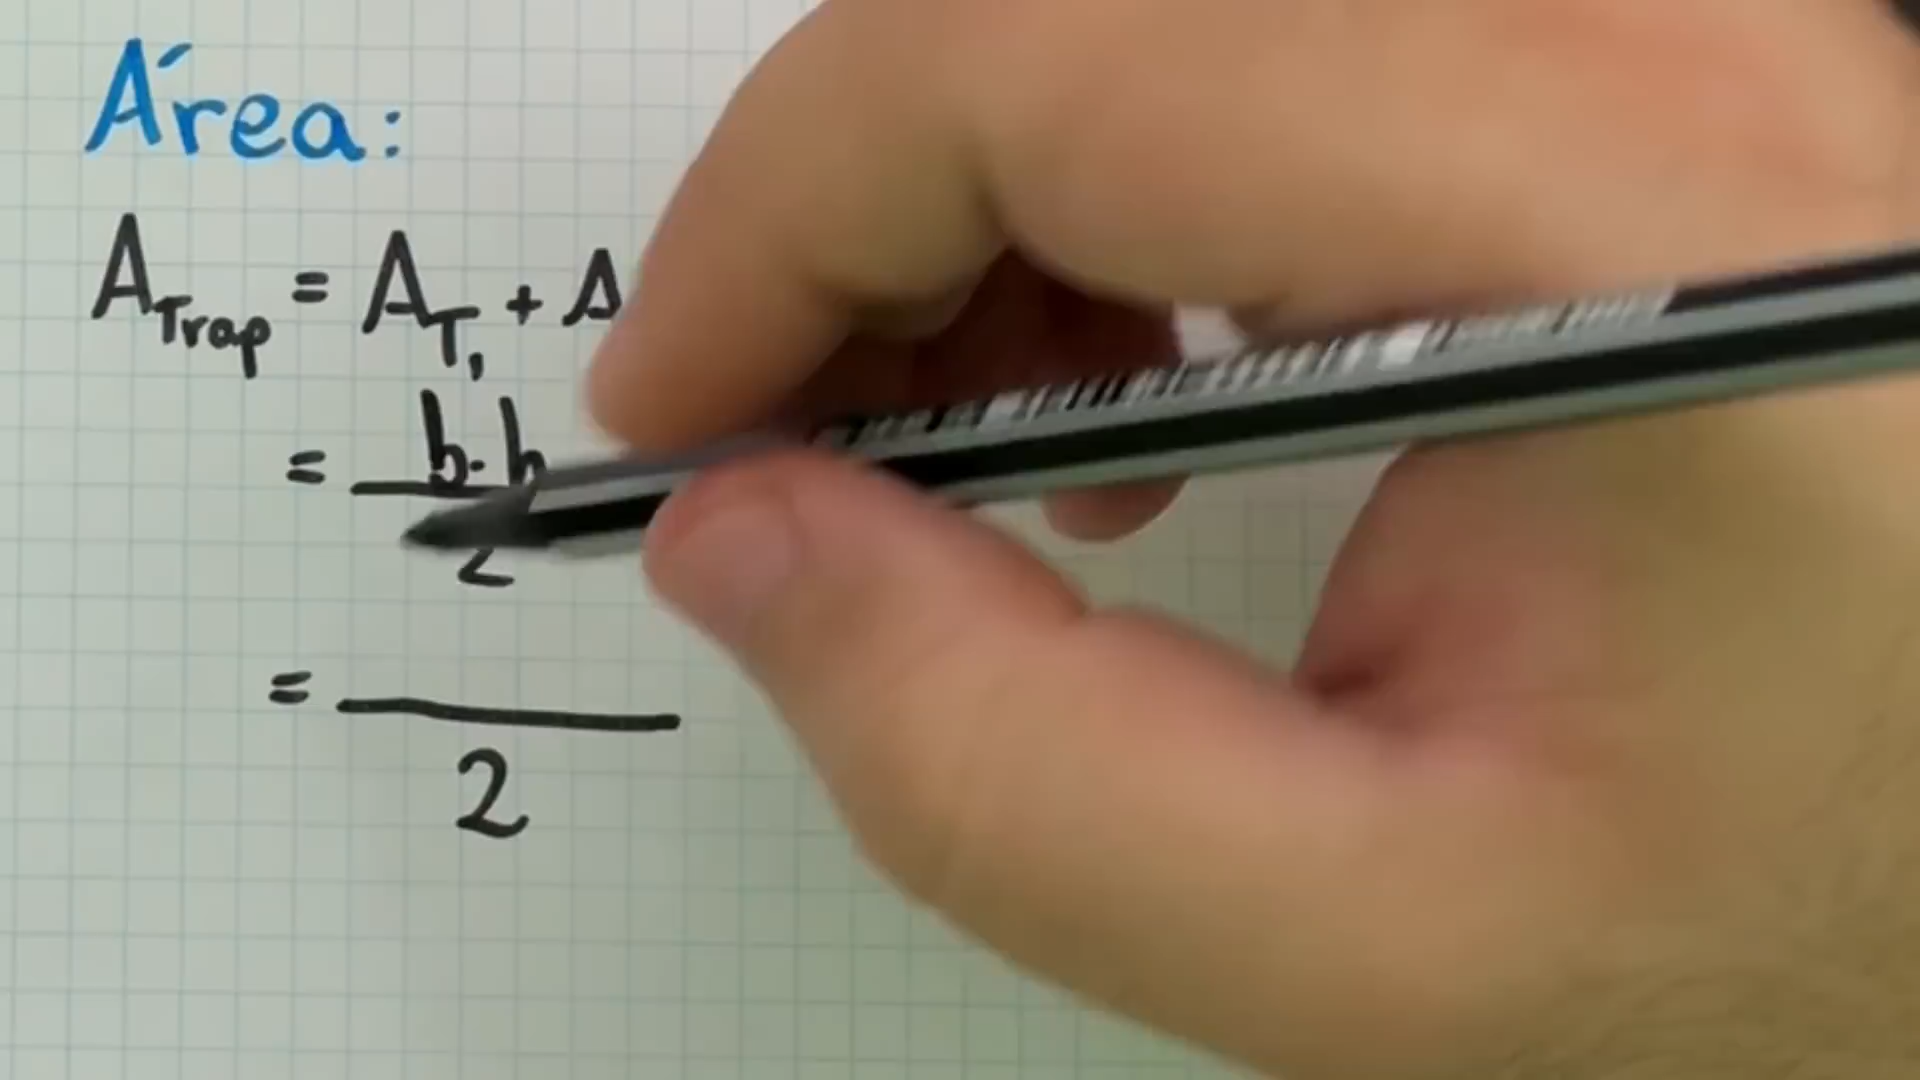 Área:
A_Trap = A_T₁ + A
= b·h
2
= 
2